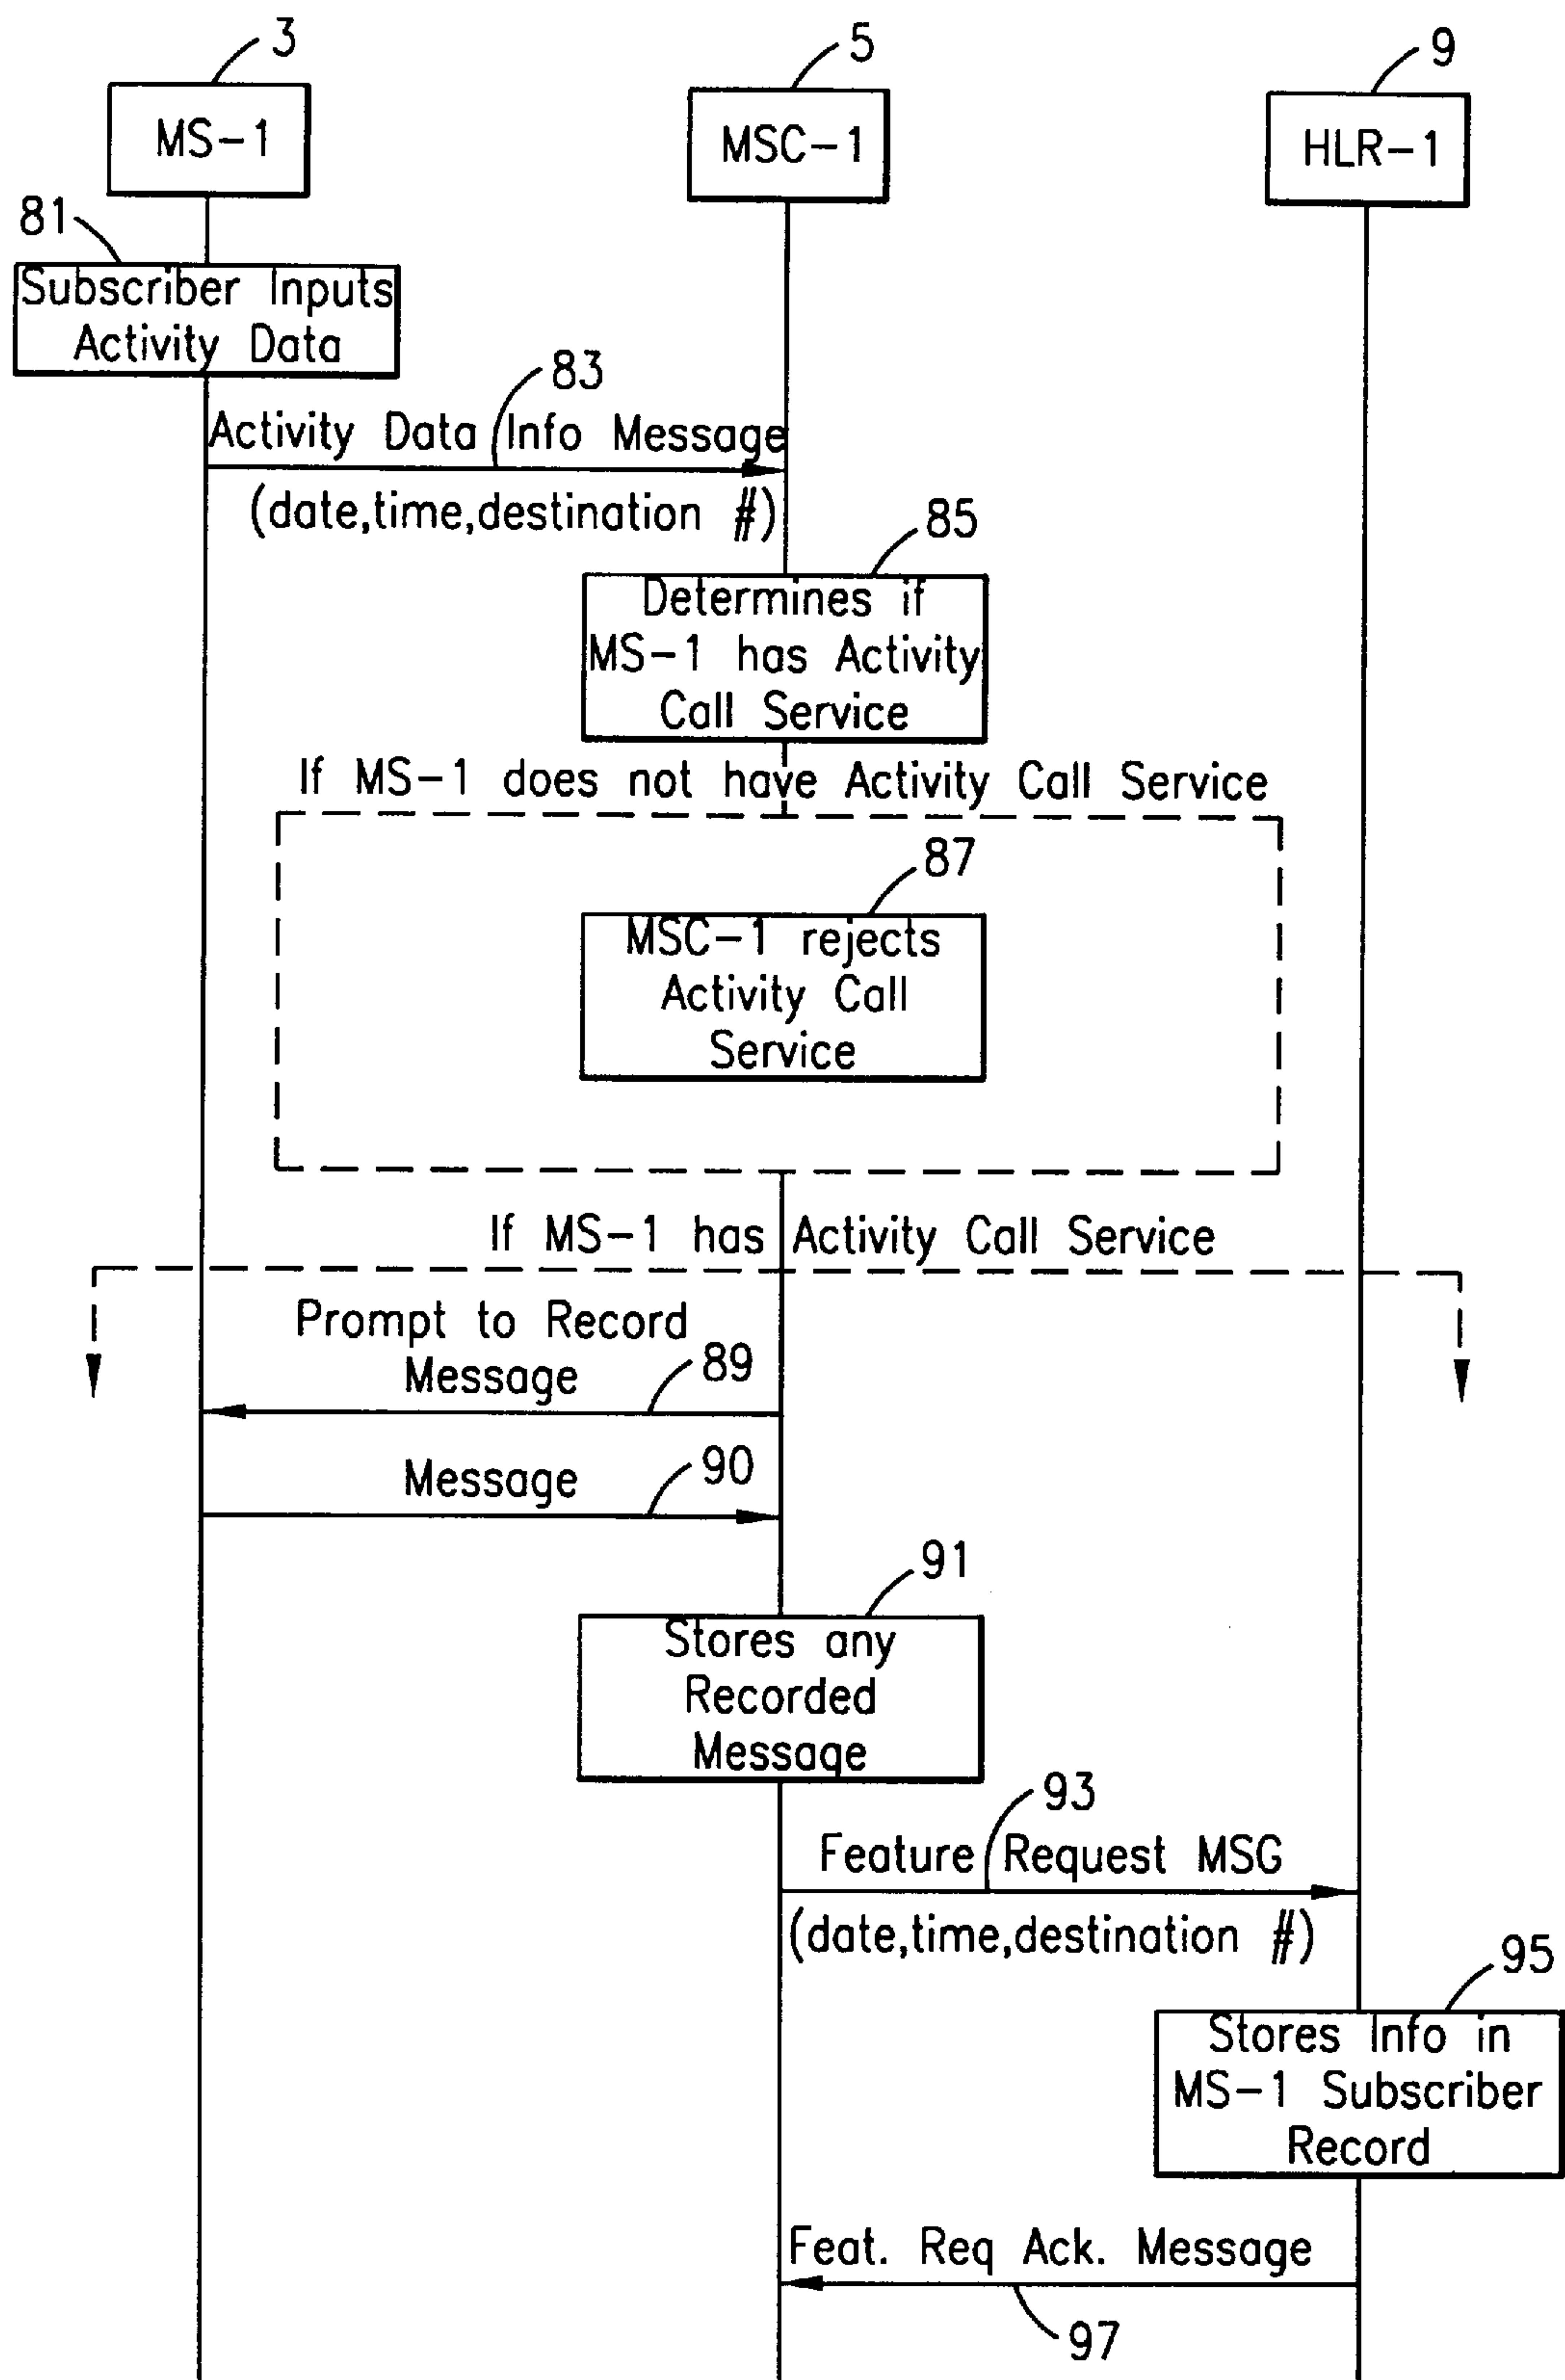 3
5
9
MS-1
MSC-1
HLR-1
81
Subscriber Inputs
Activity Data
83
Activity Data Info Message
(date,time,destination #)
85
Determines if
MS-1 has Activity
Call Service
If MS-1 does not have Activity Call Service
87
MSC-1 rejects
Activity Call
Service
If MS-1 has Activity Call Service
Prompt to Record
Message
89
Message
90
91
Stores any
Recorded
Message
93
Feature Request MSG
(date,time,destination #)
95
Stores Info in
MS-1 Subscriber
Record
Feat. Req Ack. Message
97